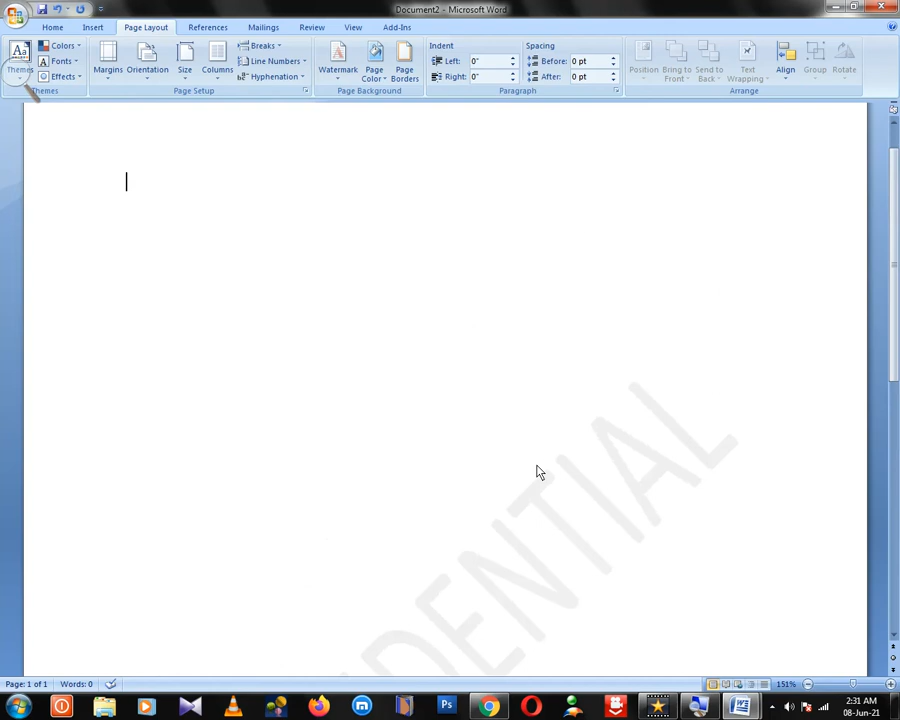 Document2 - Microsoft Word
Home Insert Page Layout References Mailings Review View Add-Ins
Themes Colors Fonts Effects Margins Orientation Size Columns Breaks Line Numbers Hyphenation Watermark Page Color Page Borders Indent Left: 0" Right: 0" Spacing Before: 0 pt After: 0 pt Position Bring to Front Send to Back Text Wrapping Align Group Rotate
Themes Page Setup Page Background Paragraph Arrange
IDENTIAL
Page: 1 of 1 Words: 0 151%
Ps 2:31 AM
08-Jun-21